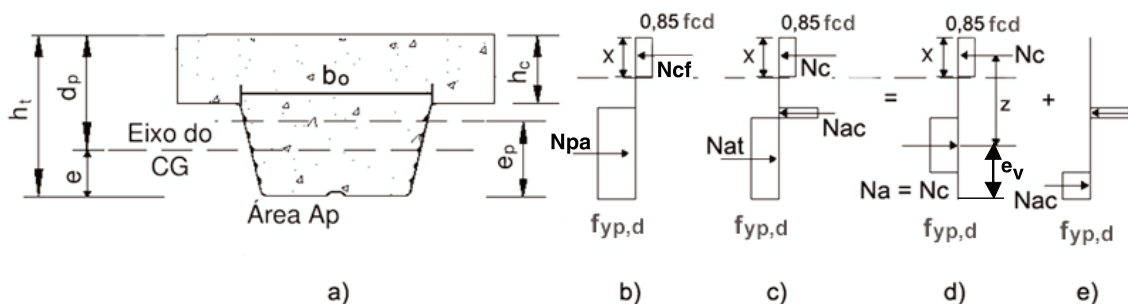 h_t
d_p
e
Eixo do
CG
b_o
Área Ap
h_c
e_p
a)
0,85 fcd
X
Ncf
Npa
f_yp,d
b)
0,85 fcd
X
Nc
Nac
Nat
f_yp,d
c)
=
0,85 fcd
X
Nc
z
e_v
Na = Nc
f_yp,d
d)
+
Nac
f_yp,d
e)